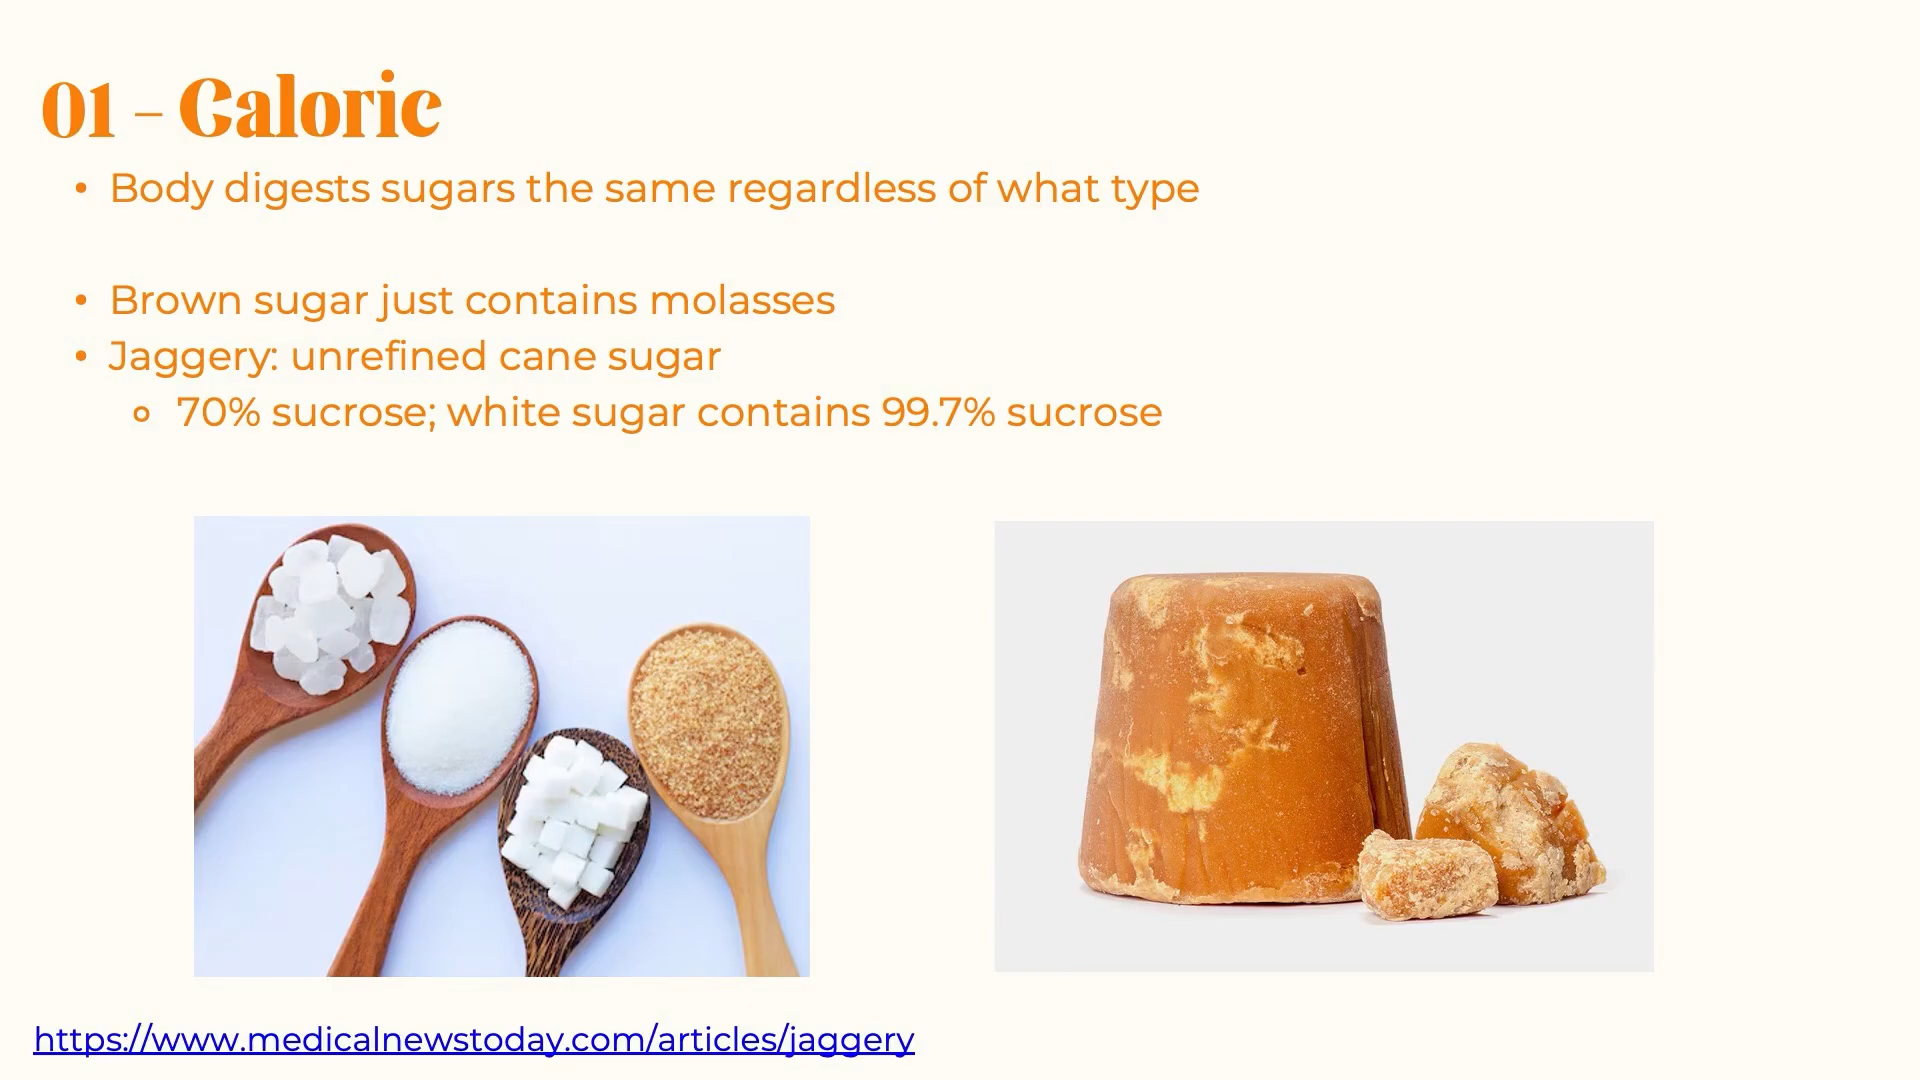 01 – Caloric
• Body digests sugars the same regardless of what type
• Brown sugar just contains molasses
• Jaggery: unrefined cane sugar
○ 70% sucrose; white sugar contains 99.7% sucrose
https://www.medicalnewstoday.com/articles/jaggery